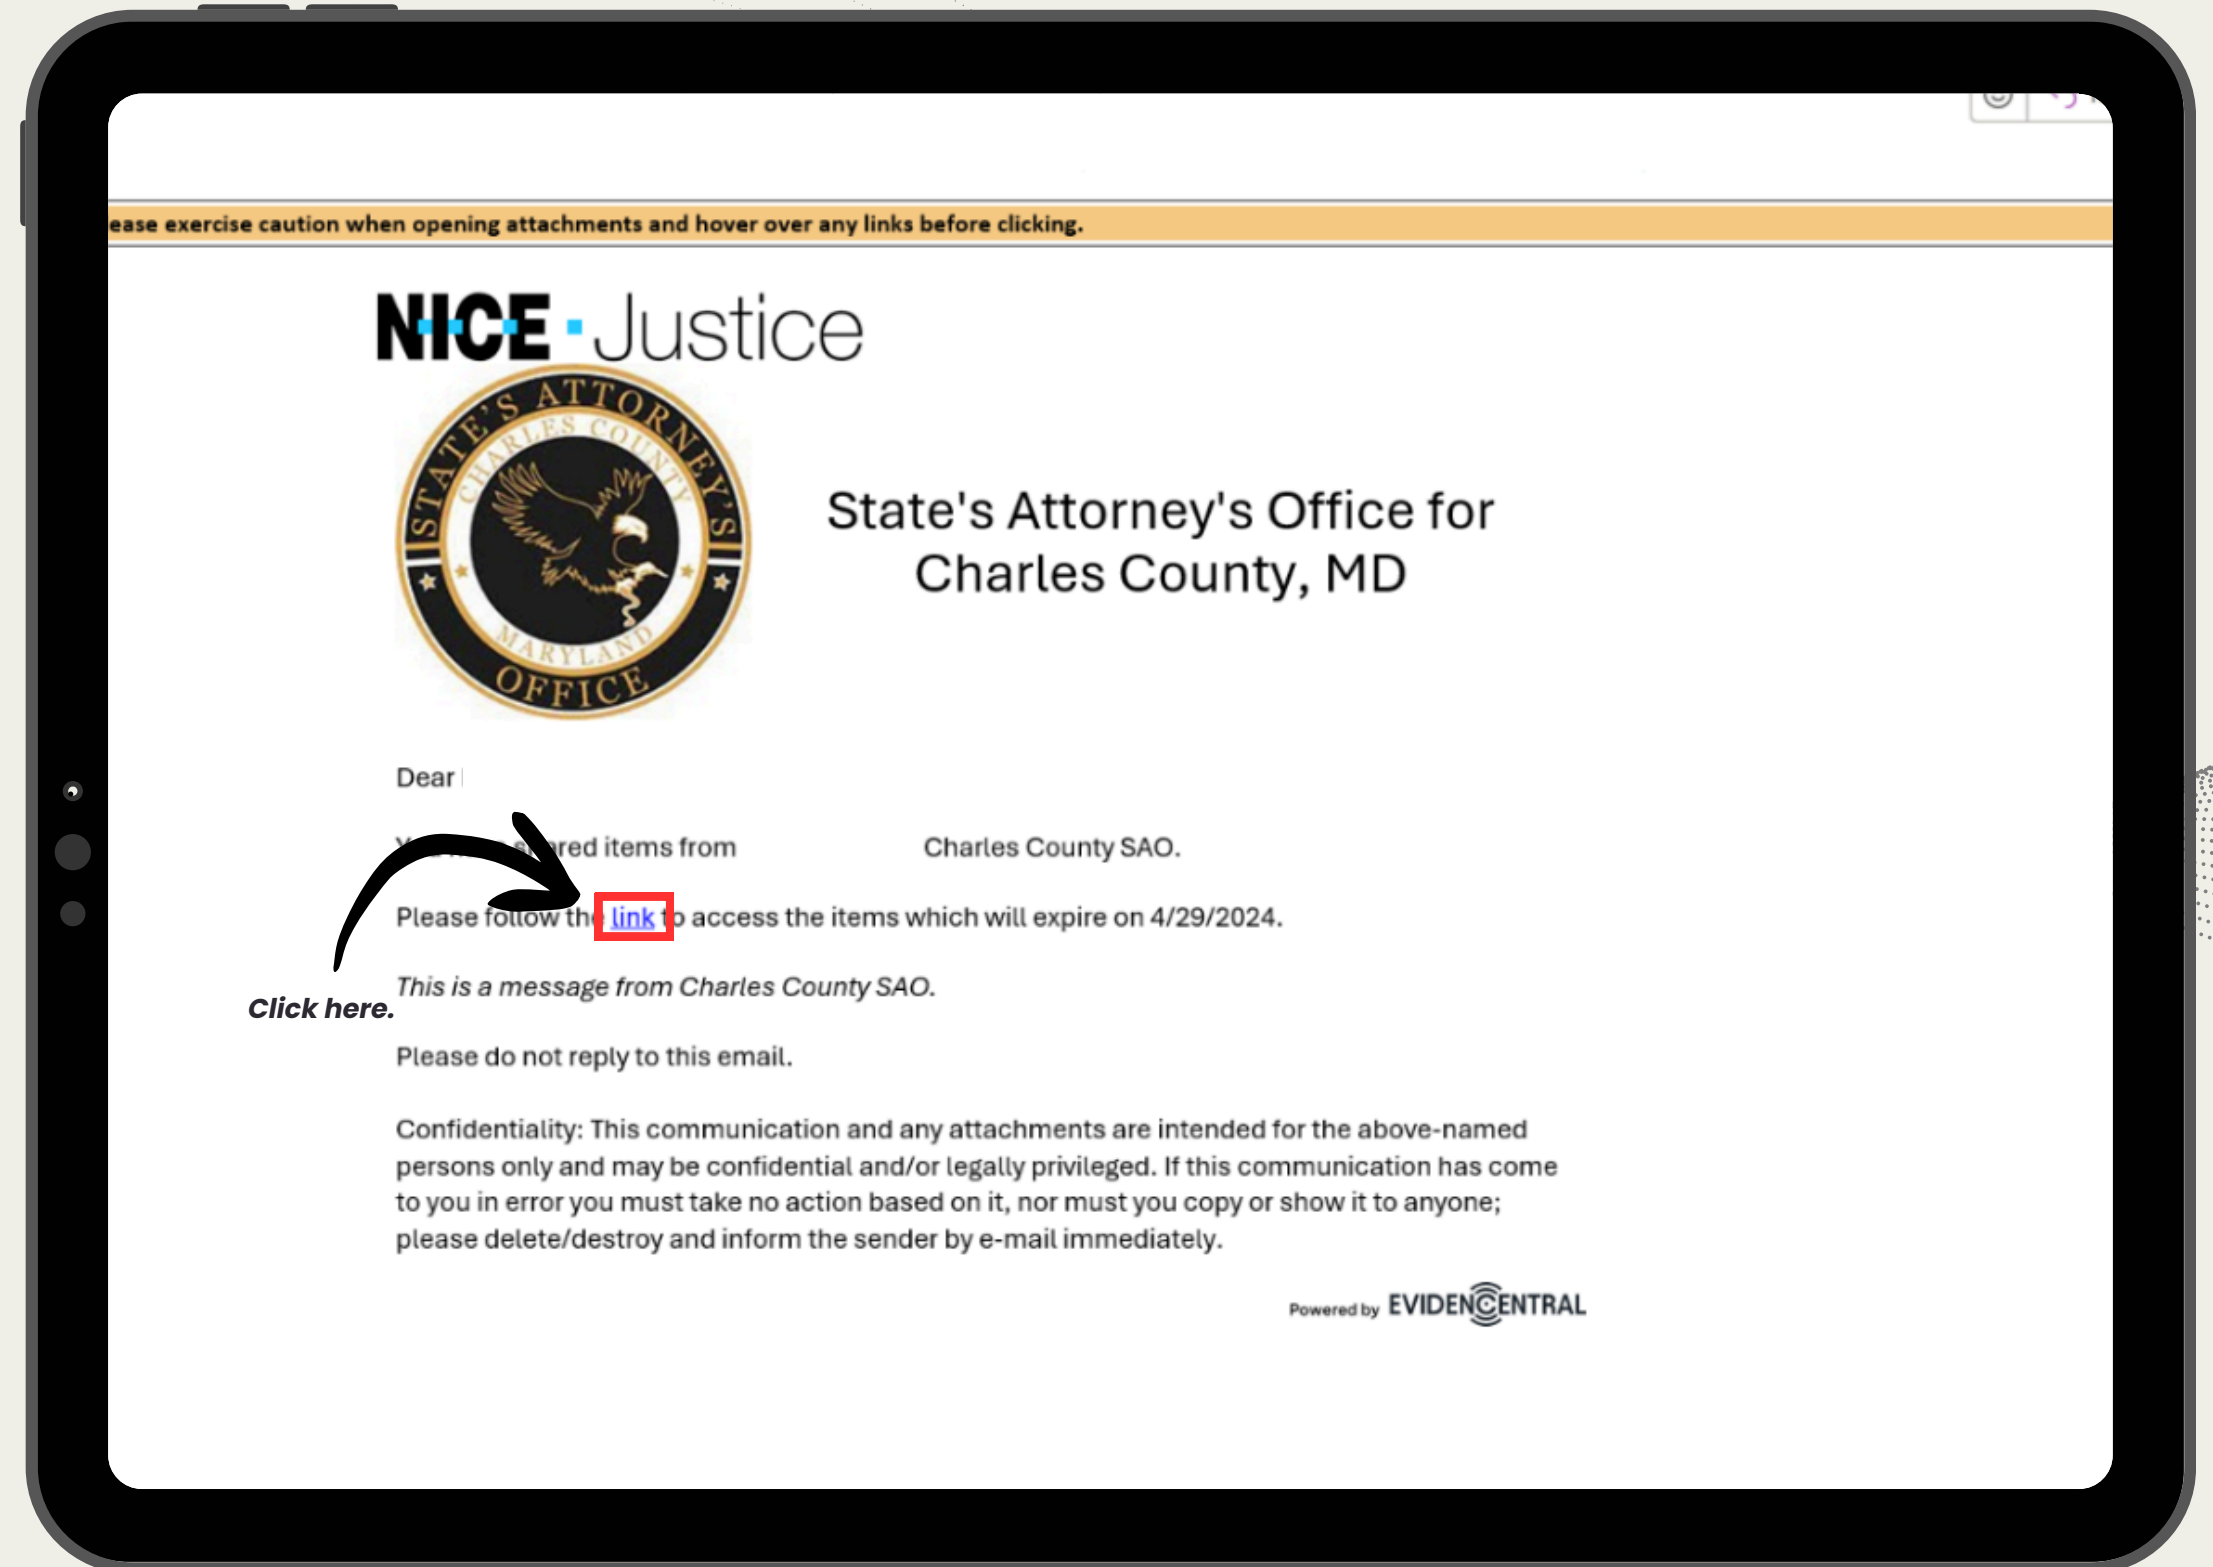 ease exercise caution when opening attachments and hover over any links before clicking.
NICE · Justice
STATE'S ATTORNEY'S
CHARLES COUNTY
MARYLAND
OFFICE
State's Attorney's Office for
Charles County, MD
Dear
shared items from Charles County SAO.
Please follow the link to access the items which will expire on 4/29/2024.
This is a message from Charles County SAO.
Click here.
Please do not reply to this email.
Confidentiality: This communication and any attachments are intended for the above-named
persons only and may be confidential and/or legally privileged. If this communication has come
to you in error you must take no action based on it, nor must you copy or show it to anyone;
please delete/destroy and inform the sender by e-mail immediately.
Powered by EVIDENCENTRAL